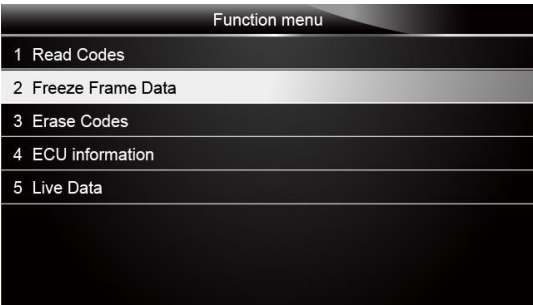 Function menu
1 Read Codes
2 Freeze Frame Data
3 Erase Codes
4 ECU information
5 Live Data